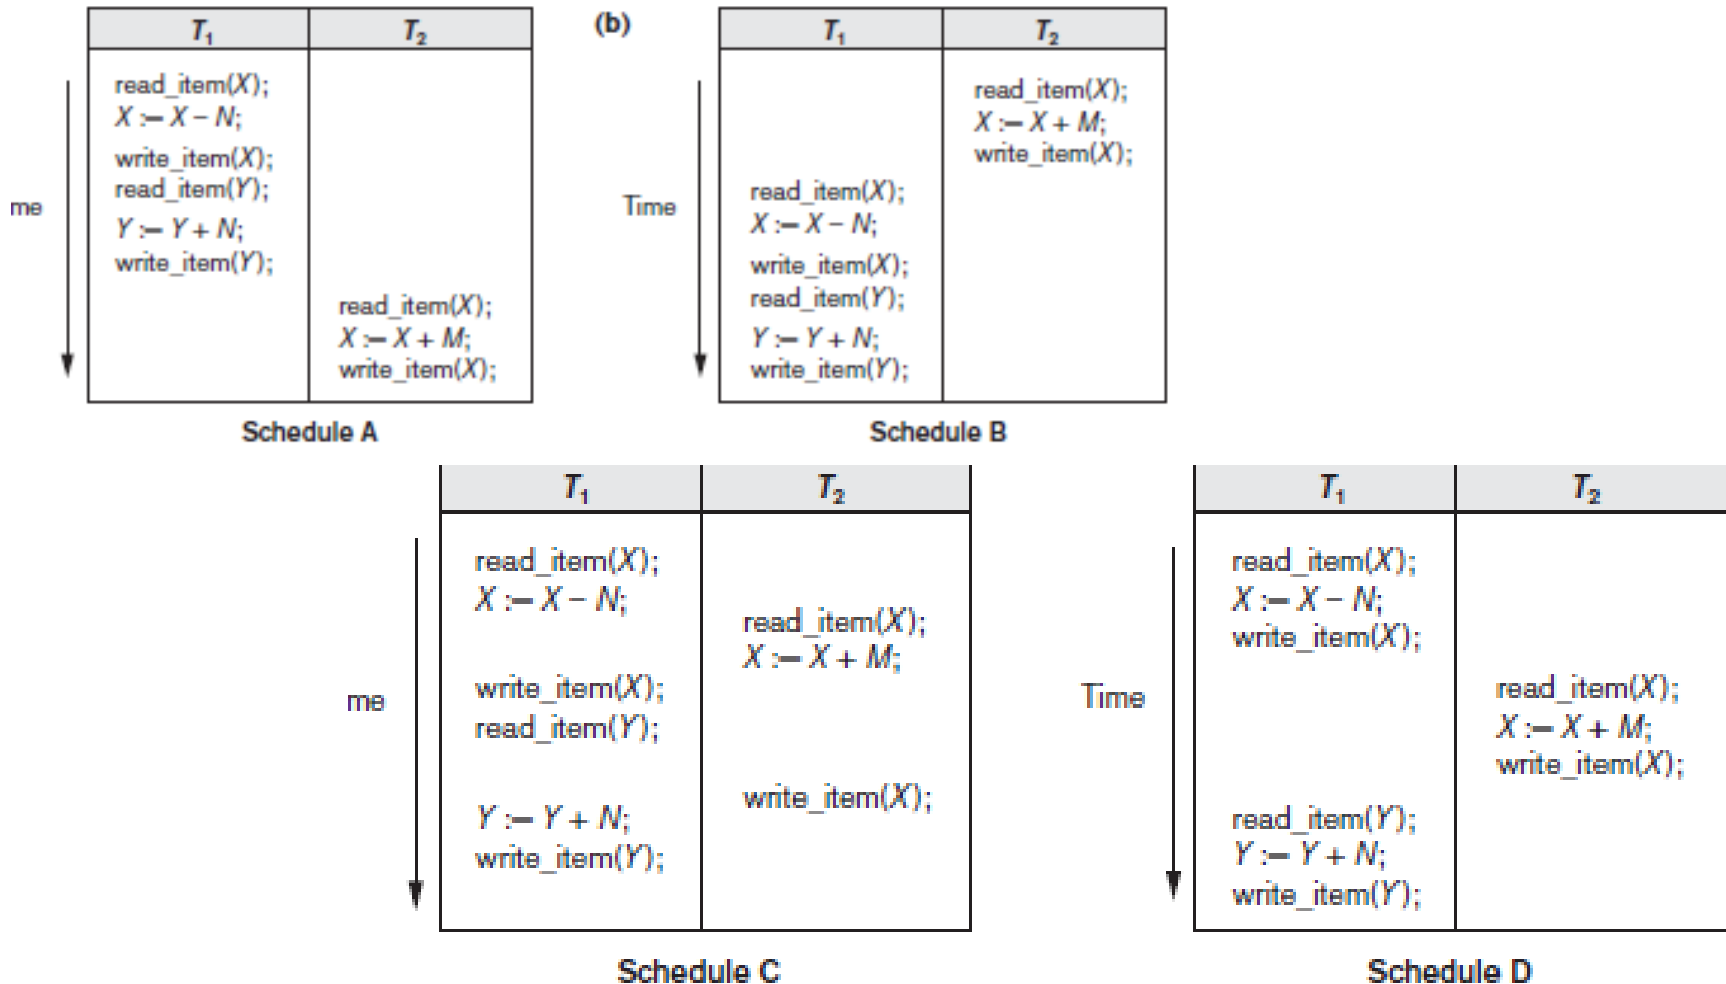 T₁ T₂
read_item(X);
X := X – N;
write_item(X);
read_item(Y);
me
Y := Y + N;
write_item(Y);
read_item(X);
X := X + M;
write_item(X);
Schedule A
(b)
T₁ T₂
read_item(X);
X := X + M;
write_item(X);
Time
read_item(X);
X := X – N;
write_item(X);
read_item(Y);
Y := Y + N;
write_item(Y);
Schedule B
T₁ T₂
read_item(X);
X := X – N;
read_item(X);
X := X + M;
me
write_item(X);
read_item(Y);
write_item(X);
Y := Y + N;
write_item(Y);
Schedule C
T₁ T₂
read_item(X);
X := X – N;
write_item(X);
Time
read_item(X);
X := X + M;
write_item(X);
read_item(Y);
Y := Y + N;
write_item(Y);
Schedule D